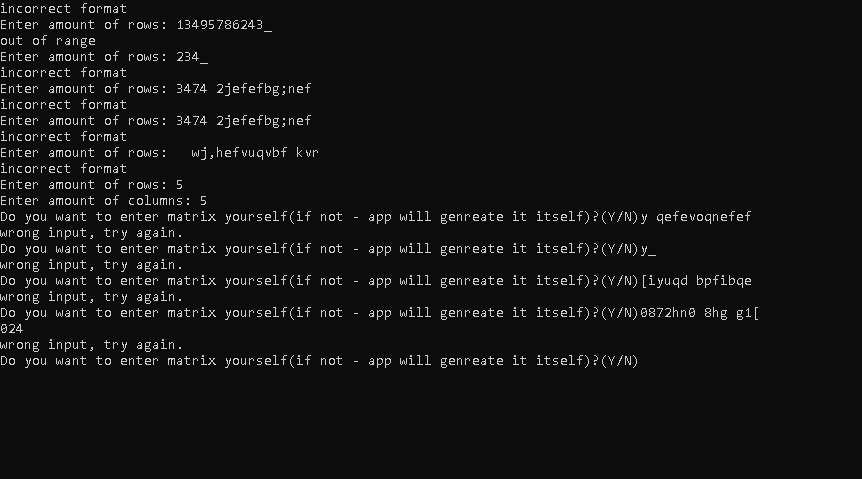 incorrect format
Enter amount of rows: 13495786243_
out of range
Enter amount of rows: 234_
incorrect format
Enter amount of rows: 3474 2jefefbg;nef
incorrect format
Enter amount of rows: 3474 2jefefbg;nef
incorrect format
Enter amount of rows:   wj,hefvuqvbf kvr
incorrect format
Enter amount of rows: 5
Enter amount of columns: 5
Do you want to enter matrix yourself(if not - app will genreate it itself)?(Y/N)y qefevoqnefef
wrong input, try again.
Do you want to enter matrix yourself(if not - app will genreate it itself)?(Y/N)y_
wrong input, try again.
Do you want to enter matrix yourself(if not - app will genreate it itself)?(Y/N)[iyuqd bpfibqe
wrong input, try again.
Do you want to enter matrix yourself(if not - app will genreate it itself)?(Y/N)0872hn0 8hg g1[
024
wrong input, try again.
Do you want to enter matrix yourself(if not - app will genreate it itself)?(Y/N)